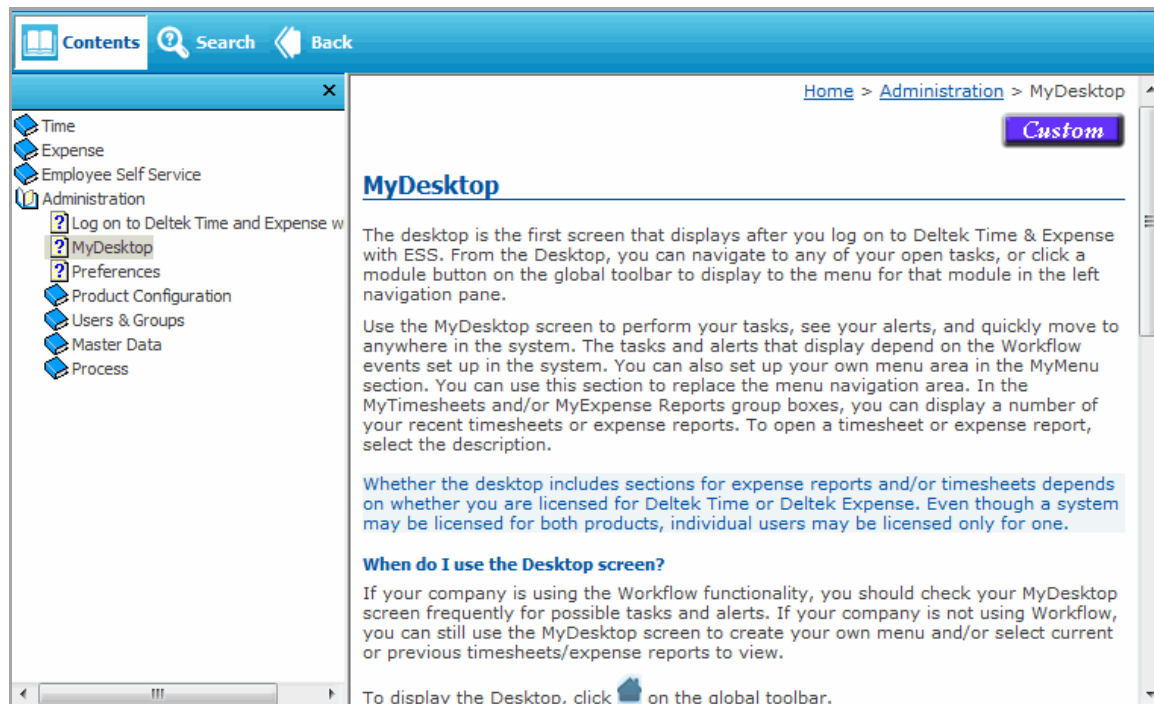 Contents Search Back
x
Time
Expense
Employee Self Service
Administration
Log on to Deltek Time and Expense w
MyDesktop
Preferences
Product Configuration
Users & Groups
Master Data
Process
Home > Administration > MyDesktop
Custom
MyDesktop
The desktop is the first screen that displays after you log on to Deltek Time & Expense
with ESS. From the Desktop, you can navigate to any of your open tasks, or click a
module button on the global toolbar to display to the menu for that module in the left
navigation pane.
Use the MyDesktop screen to perform your tasks, see your alerts, and quickly move to
anywhere in the system. The tasks and alerts that display depend on the Workflow
events set up in the system. You can also set up your own menu area in the MyMenu
section. You can use this section to replace the menu navigation area. In the
MyTimesheets and/or MyExpense Reports group boxes, you can display a number of
your recent timesheets or expense reports. To open a timesheet or expense report,
select the description.
Whether the desktop includes sections for expense reports and/or timesheets depends
on whether you are licensed for Deltek Time or Deltek Expense. Even though a system
may be licensed for both products, individual users may be licensed only for one.
When do I use the Desktop screen?
If your company is using the Workflow functionality, you should check your MyDesktop
screen frequently for possible tasks and alerts. If your company is not using Workflow,
you can still use the MyDesktop screen to create your own menu and/or select current
or previous timesheets/expense reports to view.
To display the Desktop, click on the global toolbar.